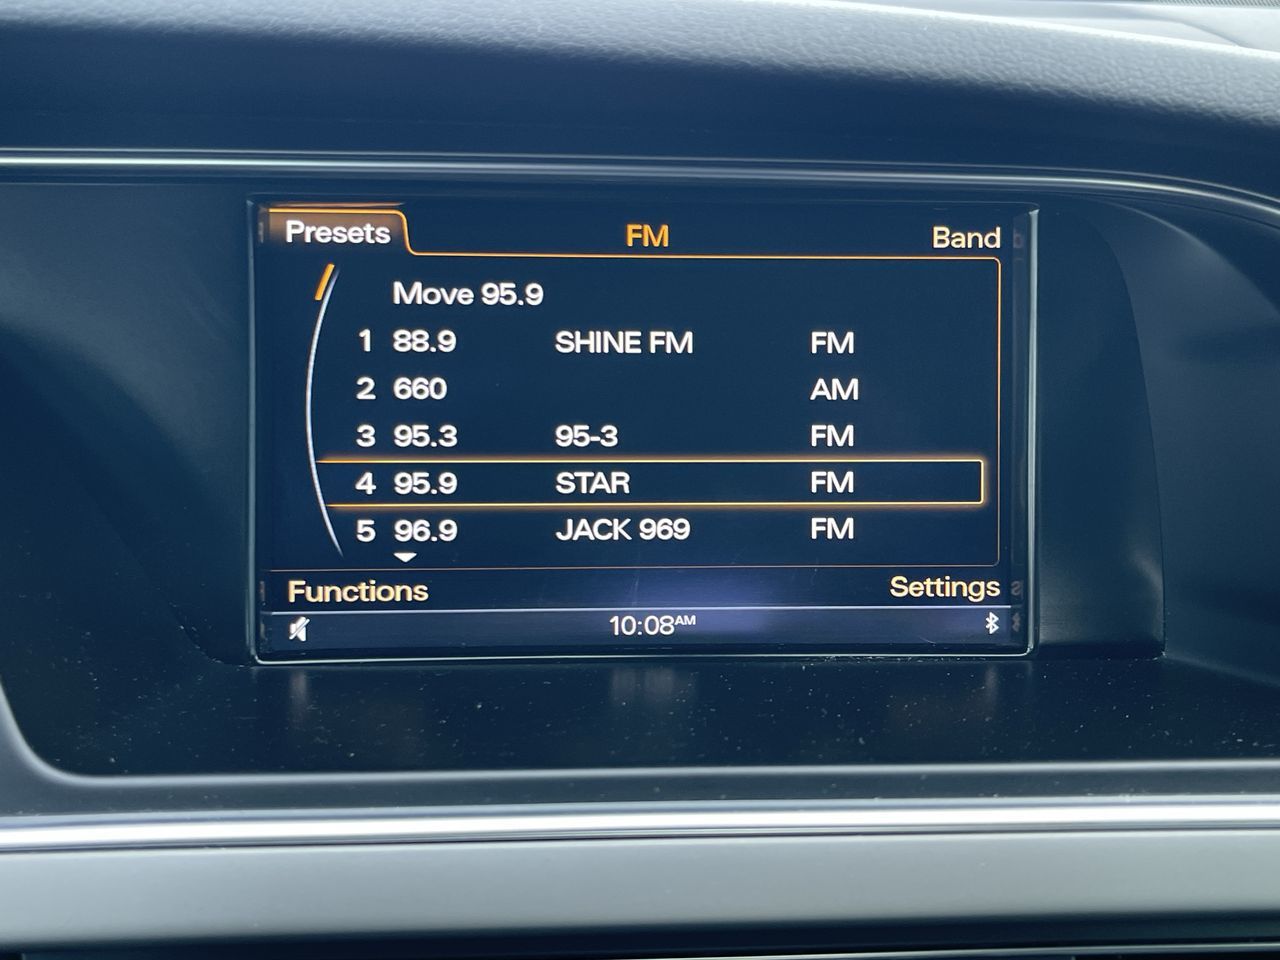 Presets FM Band
Move 95.9
1 88.9 SHINE FM FM
2 660 AM
3 95.3 95-3 FM
4 95.9 STAR FM
5 96.9 JACK 969 FM
Functions Settings
10:08AM